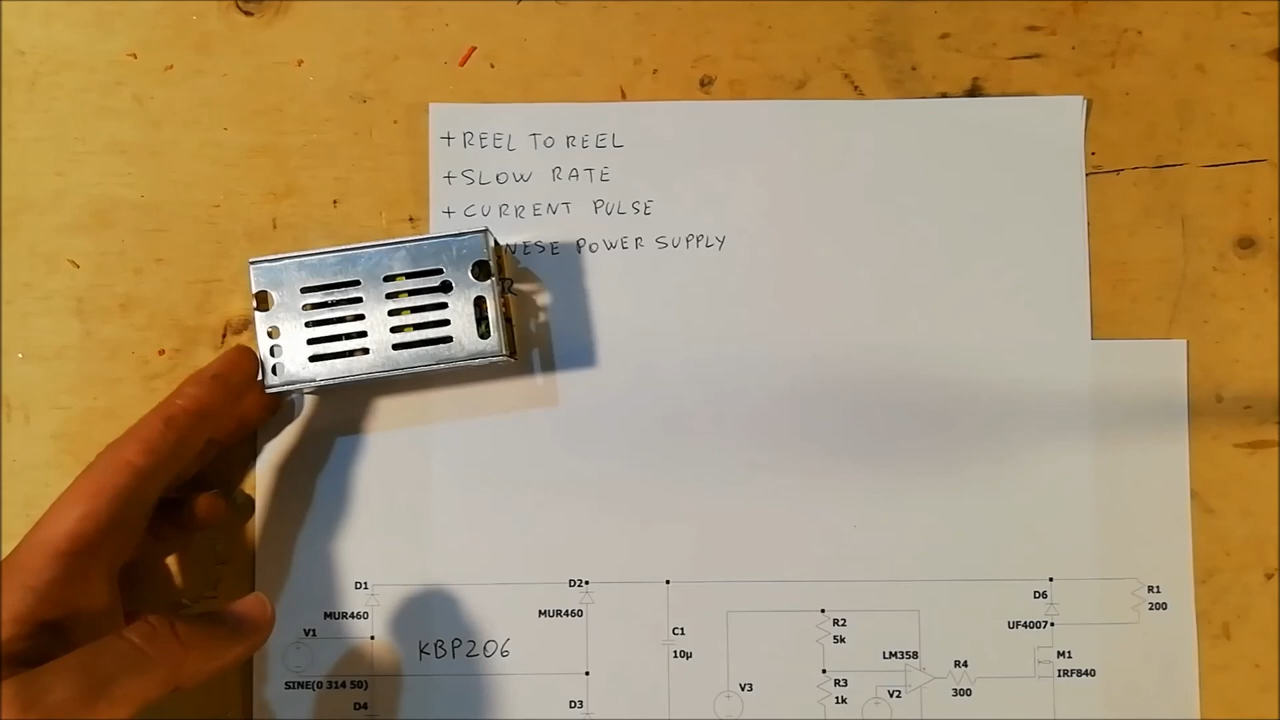 +REEL TO REEL
+SLOW RATE
+CURRENT PULSE
NESE POWER SUPPLY
R
D1
D2
D6
R1
200
MUR460
MUR460
UF4007
V1
KBP206
C1
10µ
R2
5k
LM358
R4
300
M1
IRF840
SINE(0 314 50)
R3
1k
V3
V2
D4
D3